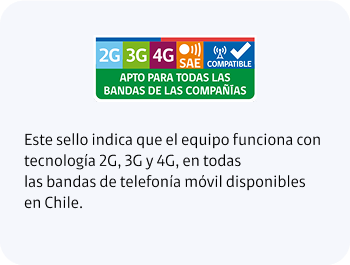 2G 3G 4G SAE COMPATIBLE
APTO PARA TODAS LAS
BANDAS DE LAS COMPAÑÍAS
Este sello indica que el equipo funciona con
tecnología 2G, 3G y 4G, en todas
las bandas de telefonía móvil disponibles
en Chile.